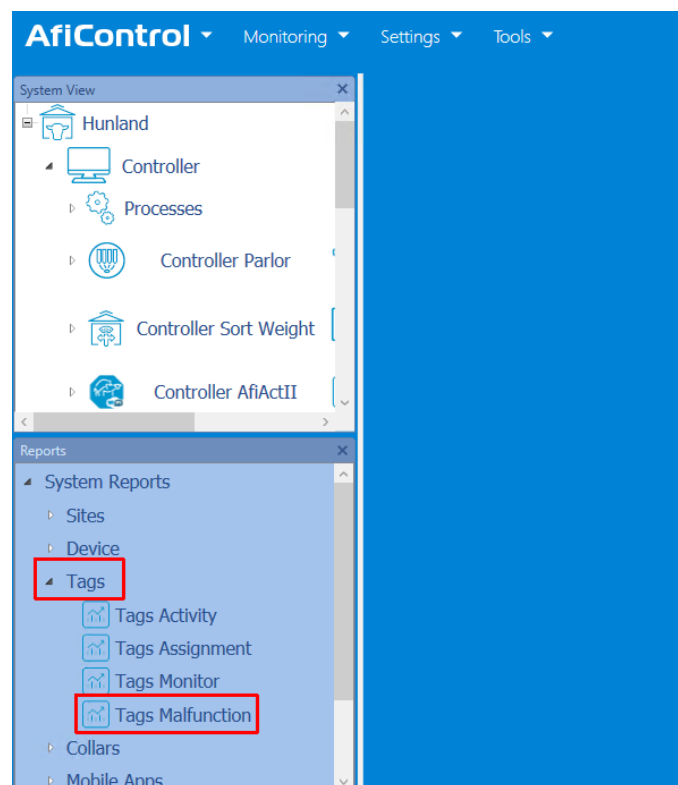 AfiControl Monitoring Settings Tools
System View
Hunland
Controller
Processes
Controller Parlor
Controller Sort Weight
Controller AfiActII
Reports
System Reports
Sites
Device
Tags
Tags Activity
Tags Assignment
Tags Monitor
Tags Malfunction
Collars
Mobile Apps